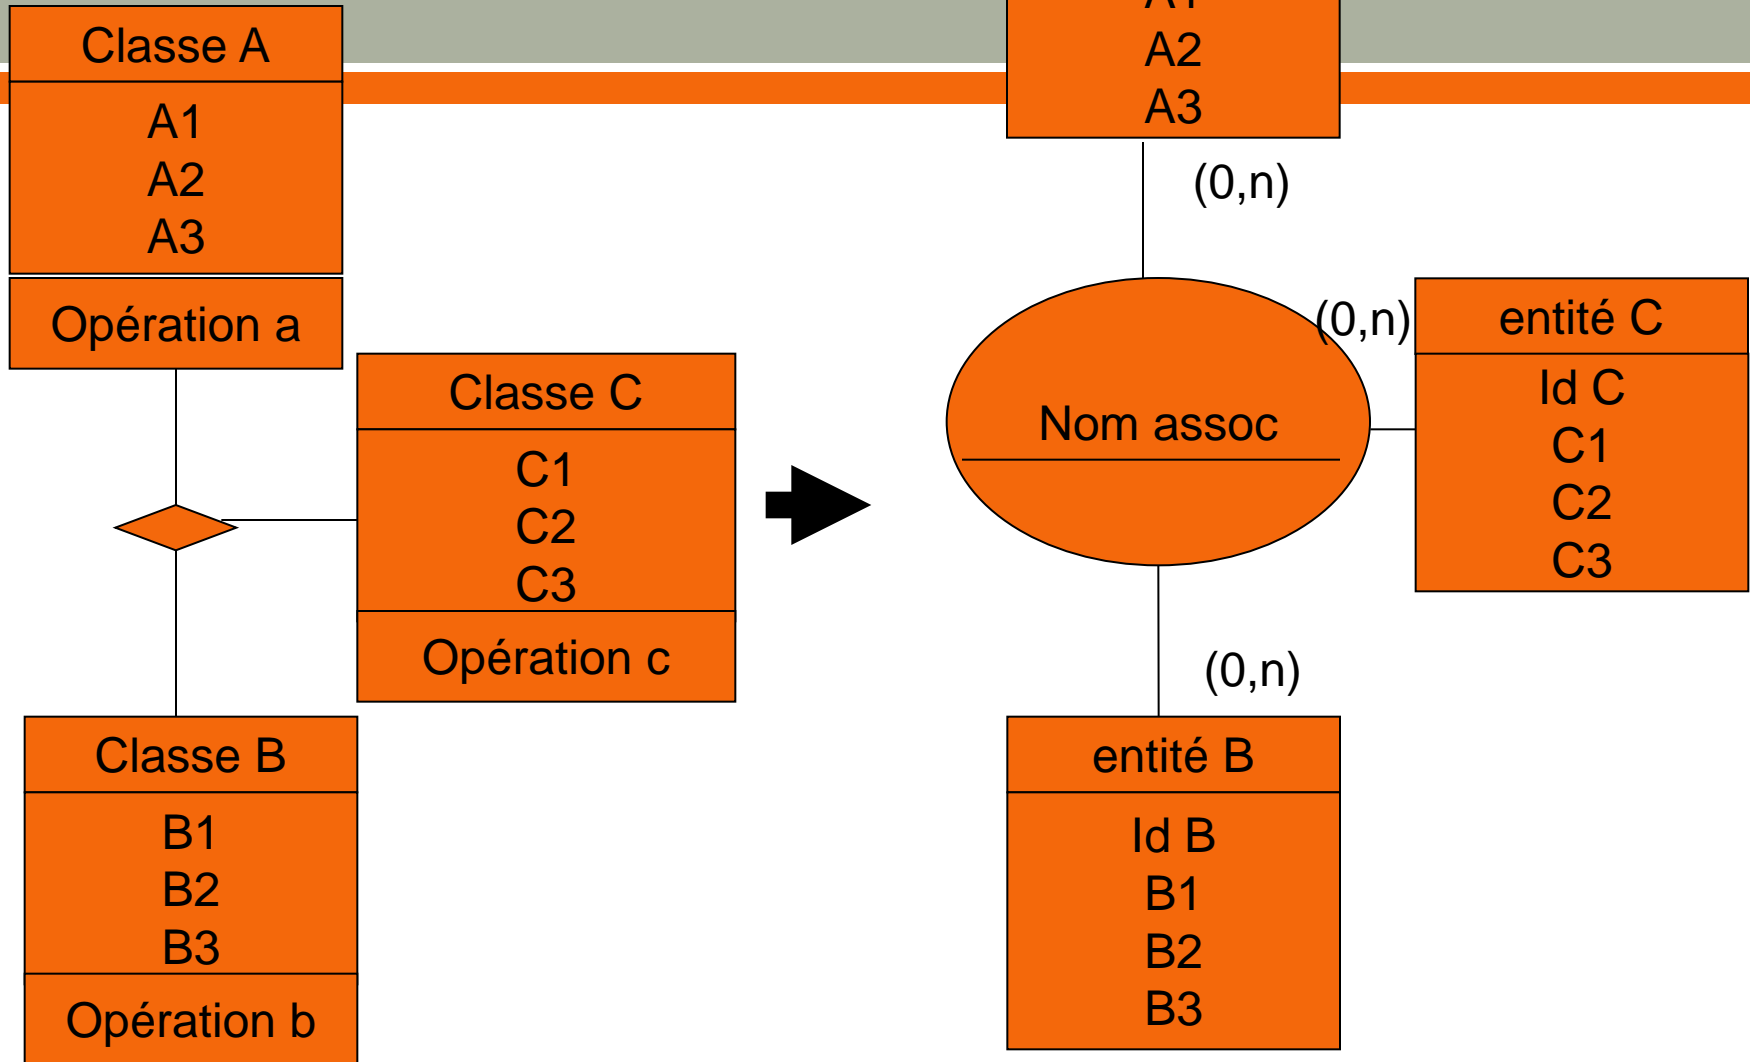 Classe A
A1
A2
A3
Opération a
Classe C
C1
C2
C3
Opération c
Classe B
B1
B2
B3
Opération b
A1
A2
A3
(0,n)
Nom assoc
(0,n)
entité C
Id C
C1
C2
C3
(0,n)
entité B
Id B
B1
B2
B3